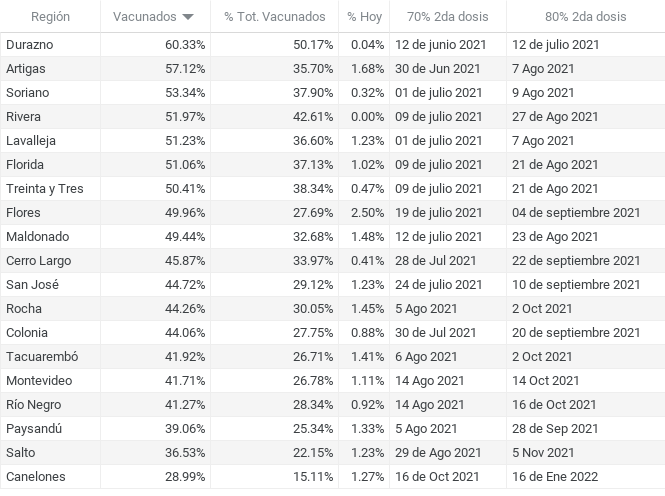 Región Vacunados % Tot. Vacunados % Hoy 70% 2da dosis 80% 2da dosis
Durazno 60.33% 50.17% 0.04% 12 de junio 2021 12 de julio 2021
Artigas 57.12% 35.70% 1.68% 30 de Jun 2021 7 Ago 2021
Soriano 53.34% 37.90% 0.32% 01 de julio 2021 9 Ago 2021
Rivera 51.97% 42.61% 0.00% 09 de julio 2021 27 de Ago 2021
Lavalleja 51.23% 36.60% 1.23% 01 de julio 2021 7 Ago 2021
Florida 51.06% 37.13% 1.02% 09 de julio 2021 21 de Ago 2021
Treinta y Tres 50.41% 38.34% 0.47% 09 de julio 2021 21 de Ago 2021
Flores 49.96% 27.69% 2.50% 19 de julio 2021 04 de septiembre 2021
Maldonado 49.44% 32.68% 1.48% 12 de julio 2021 23 de Ago 2021
Cerro Largo 45.87% 33.97% 0.41% 28 de Jul 2021 22 de septiembre 2021
San José 44.72% 29.12% 1.23% 24 de julio 2021 10 de septiembre 2021
Rocha 44.26% 30.05% 1.45% 5 Ago 2021 2 Oct 2021
Colonia 44.06% 27.75% 0.88% 30 de Jul 2021 20 de septiembre 2021
Tacuarembó 41.92% 26.71% 1.41% 6 Ago 2021 2 Oct 2021
Montevideo 41.71% 26.78% 1.11% 14 Ago 2021 14 Oct 2021
Río Negro 41.27% 28.34% 0.92% 14 Ago 2021 16 de Oct 2021
Paysandú 39.06% 25.34% 1.33% 5 Ago 2021 28 de Sep 2021
Salto 36.53% 22.15% 1.23% 29 de Ago 2021 5 Nov 2021
Canelones 28.99% 15.11% 1.27% 16 de Oct 2021 16 de Ene 2022